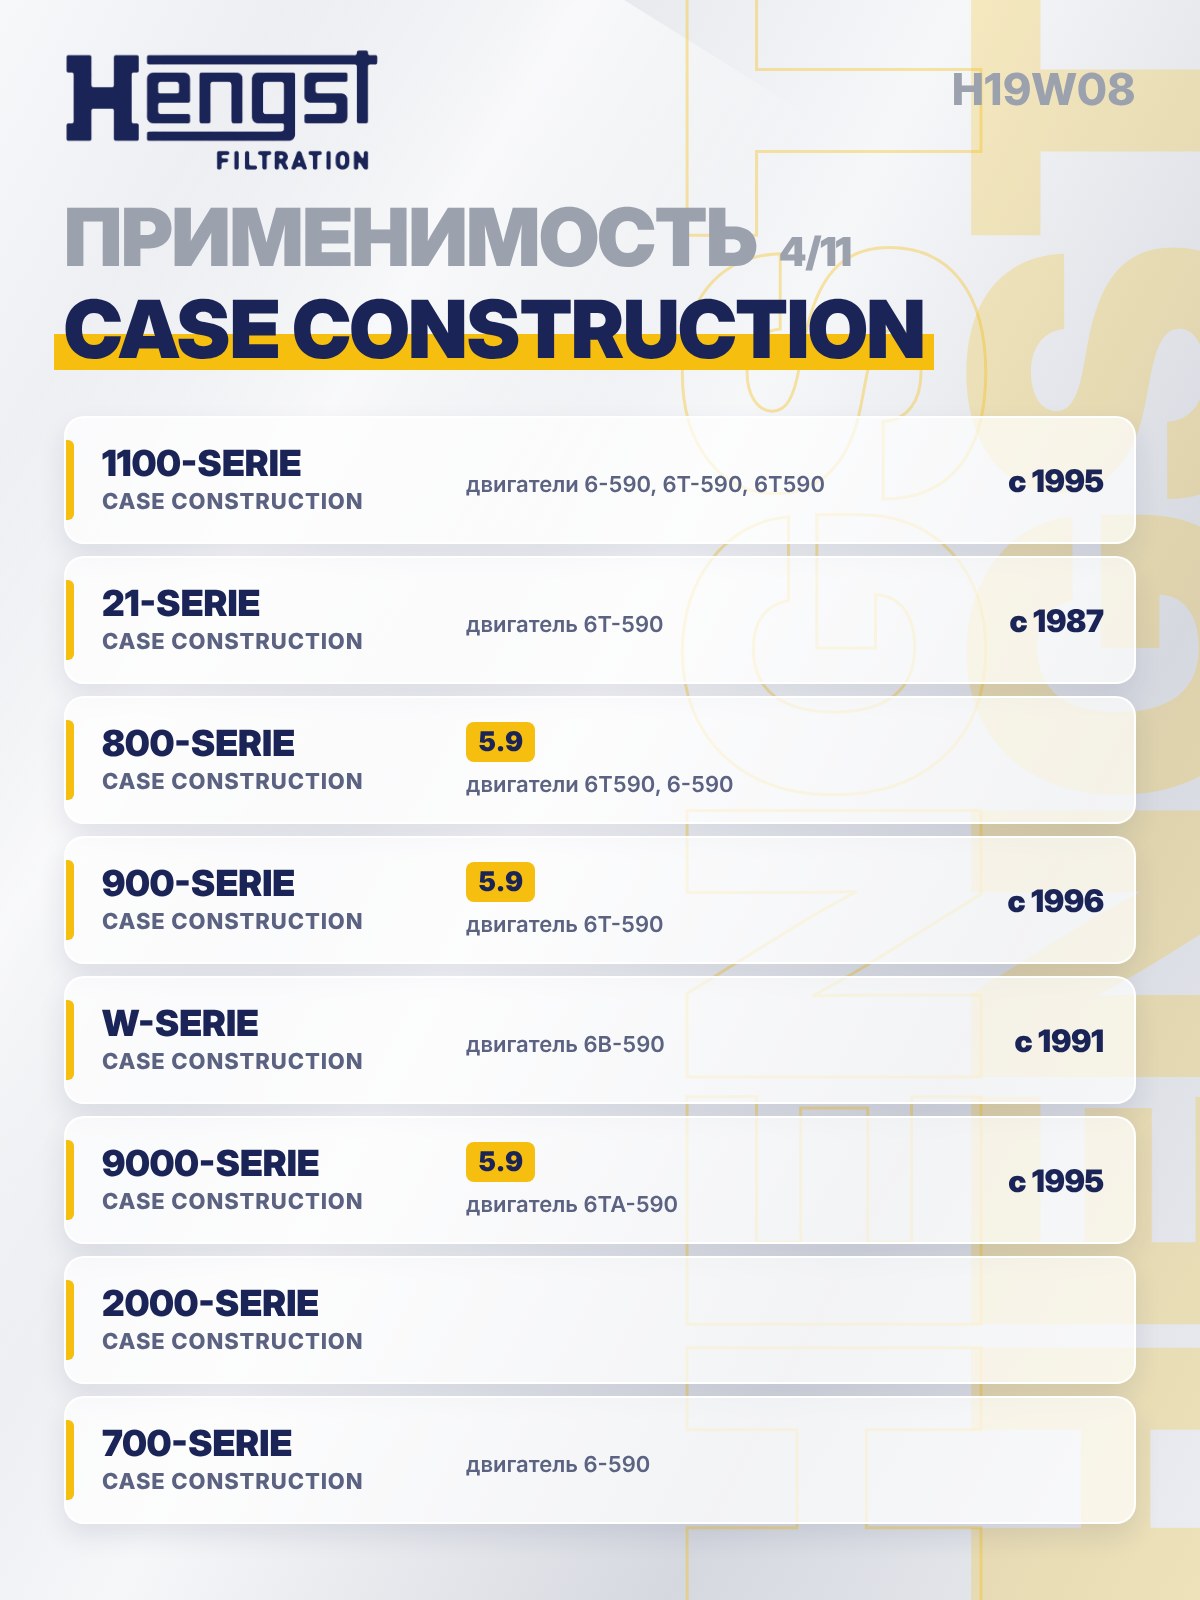 Hengst
FILTRATION
H19W08
ПРИМЕНИМОСТЬ 4/11
CASE CONSTRUCTION
1100-SERIE
CASE CONSTRUCTION
двигатели 6-590, 6T-590, 6T590
с 1995
21-SERIE
CASE CONSTRUCTION
двигатель 6T-590
с 1987
800-SERIE
CASE CONSTRUCTION
5.9
двигатели 6T590, 6-590
900-SERIE
CASE CONSTRUCTION
5.9
двигатель 6T-590
с 1996
W-SERIE
CASE CONSTRUCTION
двигатель 6B-590
с 1991
9000-SERIE
CASE CONSTRUCTION
5.9
двигатель 6TA-590
с 1995
2000-SERIE
CASE CONSTRUCTION
700-SERIE
CASE CONSTRUCTION
двигатель 6-590
HENGST
HENGST